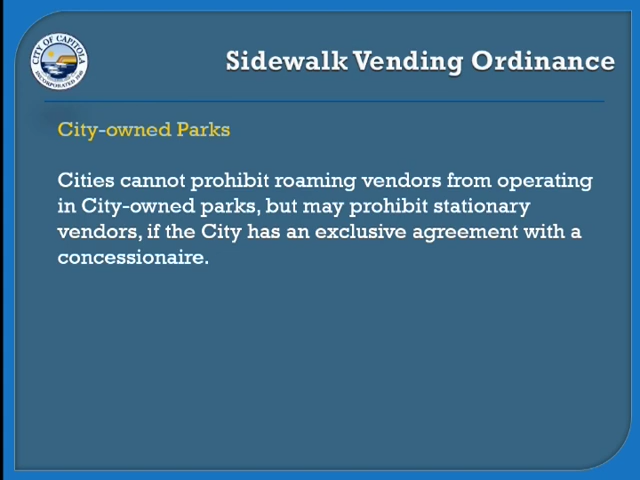 CITY OF CAPITOLA
INCORPORATED 1949
Sidewalk Vending Ordinance
City-owned Parks
Cities cannot prohibit roaming vendors from operating
in City-owned parks, but may prohibit stationary
vendors, if the City has an exclusive agreement with a
concessionaire.